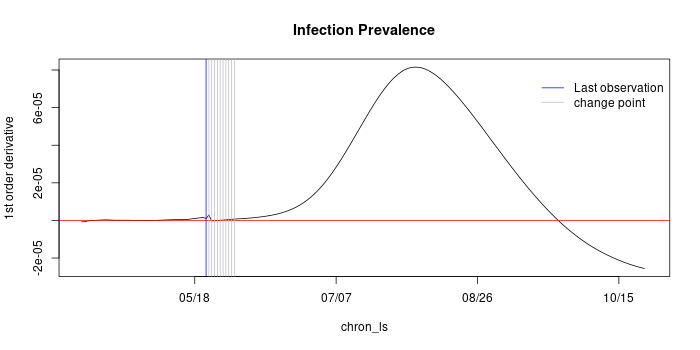 Infection Prevalence
1st order derivative
-2e-05
2e-05
6e-05
Last observation
change point
05/18
07/07
08/26
10/15
chron_ls